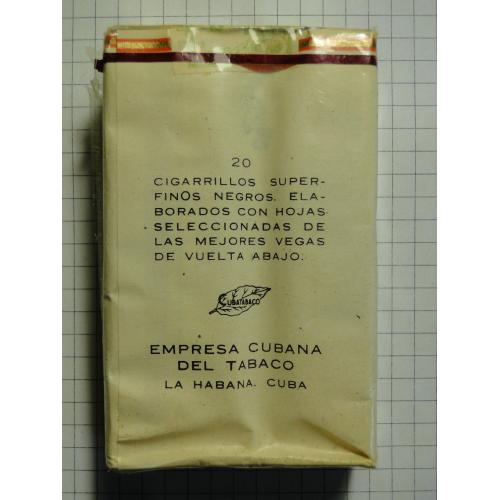 20
CIGARRILLOS SUPER-
FINOS NEGROS. ELA-
BORADOS CON HOJAS
SELECCIONADAS DE
LAS MEJORES VEGAS
DE VUELTA ABAJO.
CUBATABACO
EMPRESA CUBANA
DEL TABACO
LA HABANA. CUBA